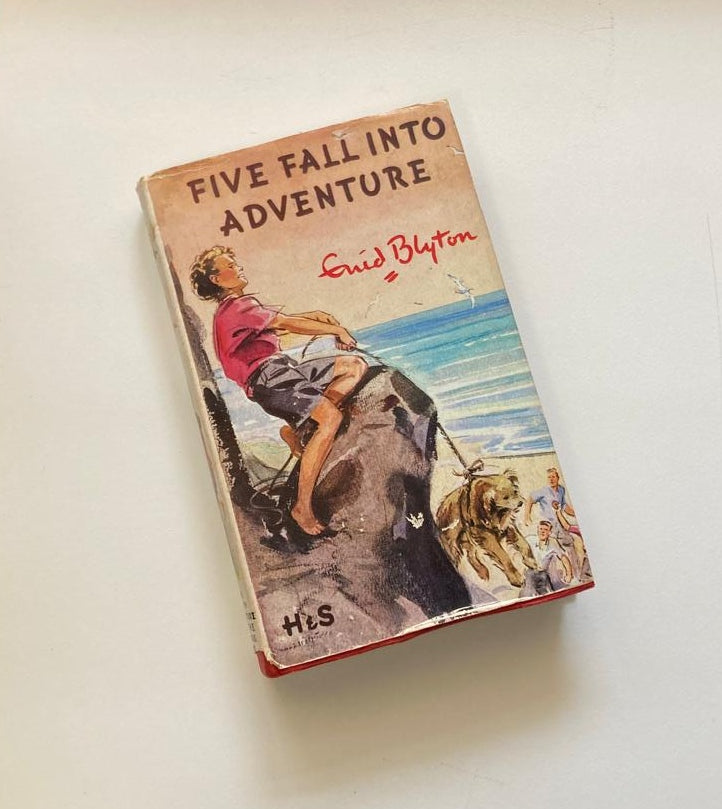 FIVE FALL INTO
ADVENTURE
Enid Blyton
H&S